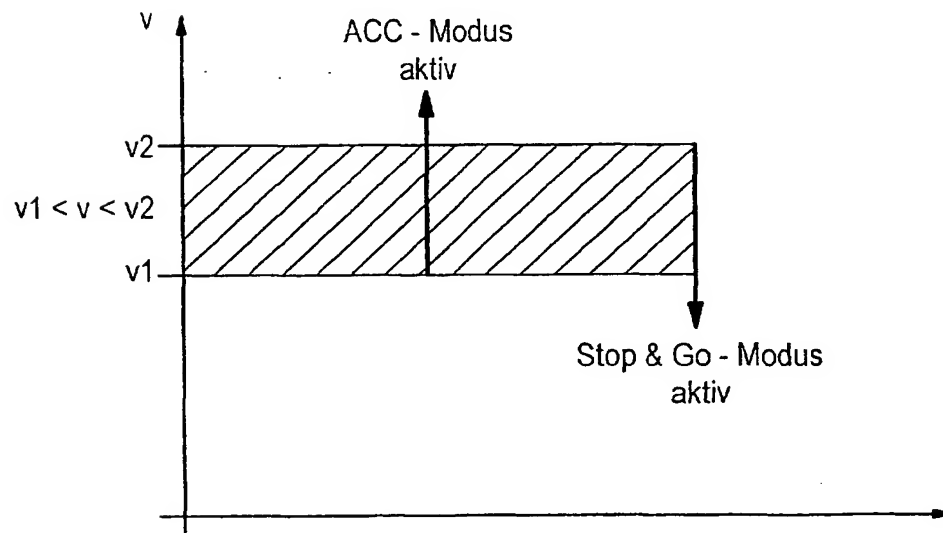 v
ACC - Modus
aktiv
v2
v1 < v < v2
v1
Stop & Go - Modus
aktiv